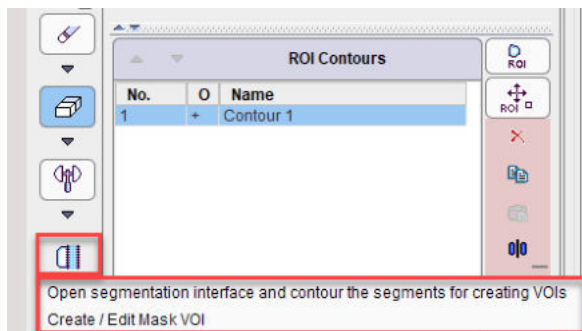 ROI Contours
ROI
No. O Name
ROI
1 + Contour 1
Open segmentation interface and contour the segments for creating VOIs
Create / Edit Mask VOI